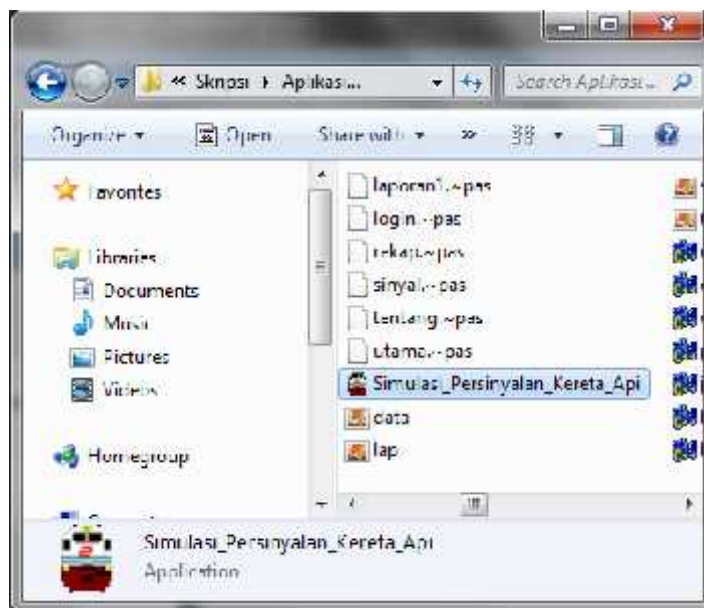 « Skripsi ▸ Aplikasi...
Search Aplikasi...
Organize Open Share with »
Favorites
Libraries
Documents
Music
Pictures
Videos
Homegroup
laporan1.~pas
login.~pas
rekap.~pas
sinyal.~pas
tentang.~pas
utama.~pas
Simulasi_Persinyalan_Kereta_Api
data
lap
Simulasi_Persinyalan_Kereta_Api
Application